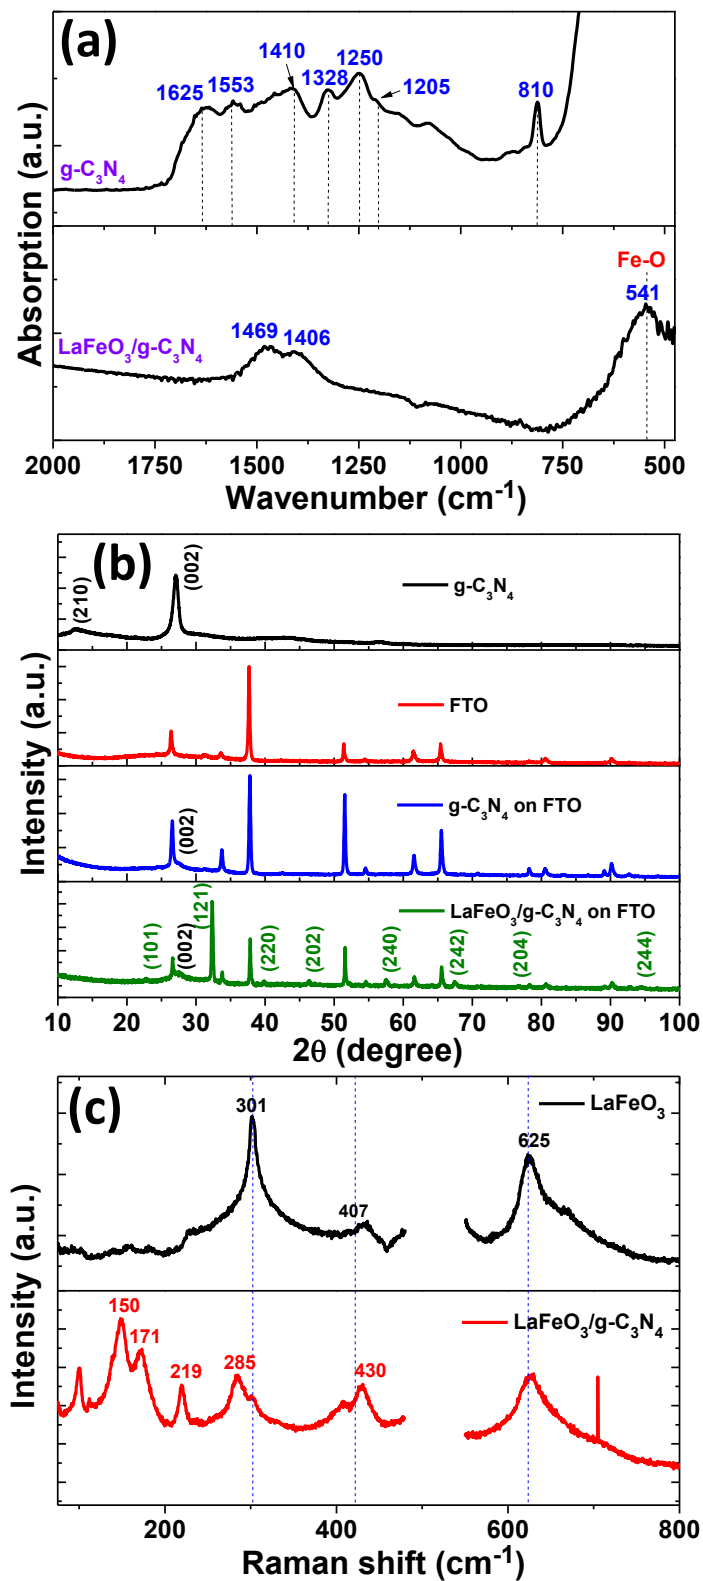 (a)
1625
1553
1410
1328
1250
1205
810
g-C₃N₄
Absorption (a.u.)
Fe-O
541
1469
1406
LaFeO₃/g-C₃N₄
2000 1750 1500 1250 1000 750 500
Wavenumber (cm⁻¹)
(b)
(210)
(002)
g-C₃N₄
FTO
Intensity (a.u.)
(002)
g-C₃N₄ on FTO
LaFeO₃/g-C₃N₄ on FTO
(101)
(002)
(121)
(220)
(202)
(240)
(242)
(204)
(244)
10 20 30 40 50 60 70 80 90 100
2θ (degree)
(c)
301
407
625
LaFeO₃
Intensity (a.u.)
150
171
219
285
430
LaFeO₃/g-C₃N₄
200 400 600 800
Raman shift (cm⁻¹)